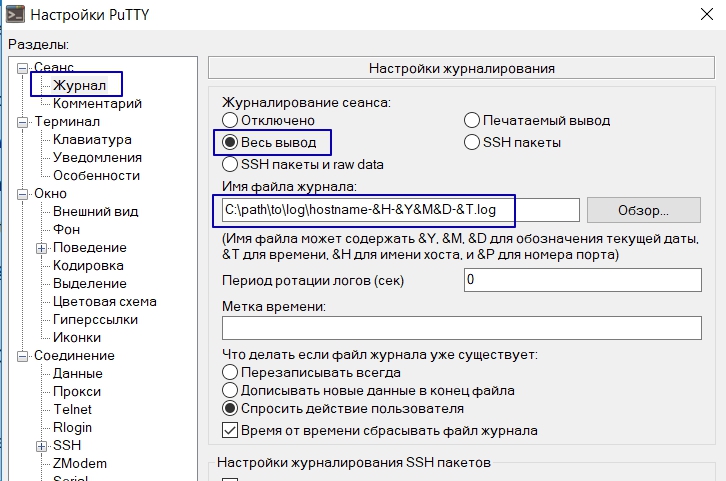 Настройки PuTTY
Разделы:
Сеанс
Журнал
Комментарий
Терминал
Клавиатура
Уведомления
Особенности
Окно
Внешний вид
Фон
Поведение
Кодировка
Выделение
Цветовая схема
Гиперссылки
Иконки
Соединение
Данные
Прокси
Telnet
Rlogin
SSH
ZModem
Настройки журналирования
Журналирование сеанса:
Отключено
Печатаемый вывод
Весь вывод
SSH пакеты
SSH пакеты и raw data
Имя файла журнала:
C:\path\to\log\hostname-&H-&Y&M&D-&T.log
Обзор...
(Имя файла может содержать &Y, &M, &D для обозначения текущей даты,
&T для времени, &H для имени хоста, и &P для номера порта)
Период ротации логов (сек)
0
Метка времени:
Что делать если файл журнала уже существует:
Перезаписывать всегда
Дописывать новые данные в конец файла
Спросить действие пользователя
Время от времени сбрасывать файл журнала
Настройки журналирования SSH пакетов